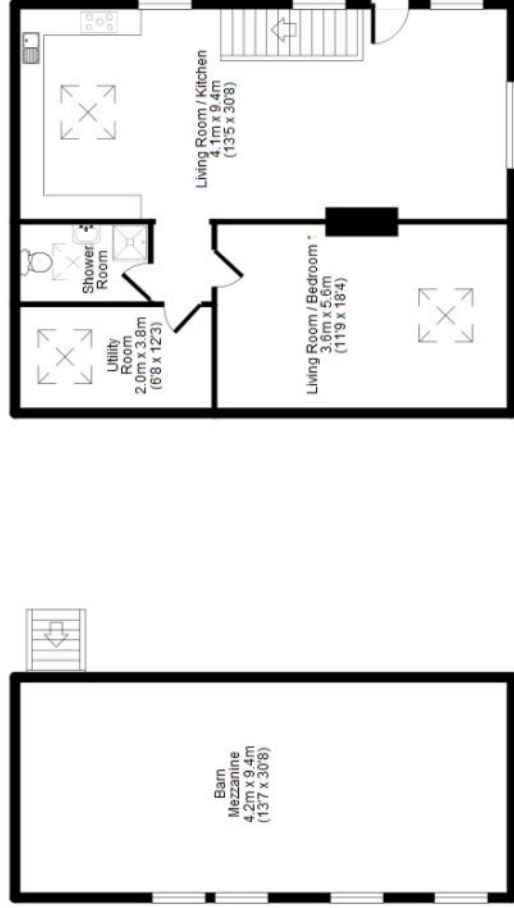 Living Room / Kitchen
4.1m x 9.4m
(13'5 x 30'8)
Shower
Room
Utility
Room
2.0m x 3.8m
(6'8 x 12'3)
Living Room / Bedroom 1
3.6m x 5.6m
(11'9 x 18'4)
Barn
Mezzanine
4.2m x 9.4m
(13'7 x 30'8)